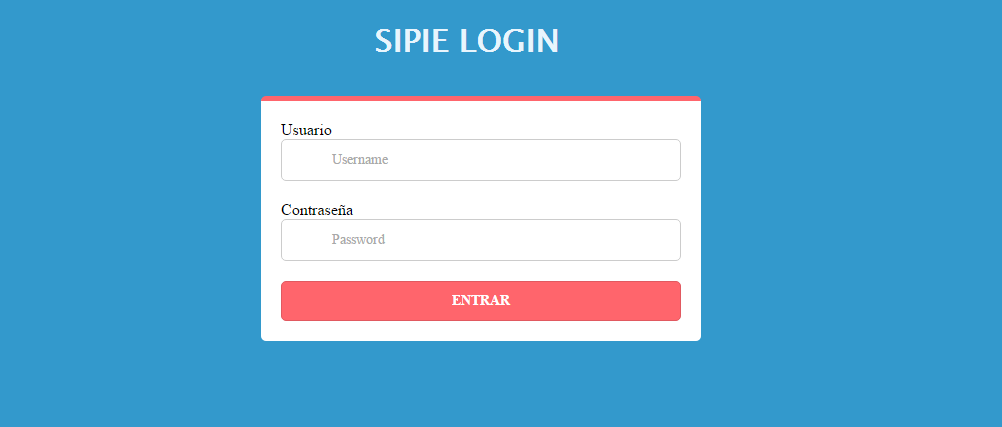 SIPIE LOGIN
Usuario
Username
Contraseña
Password
ENTRAR